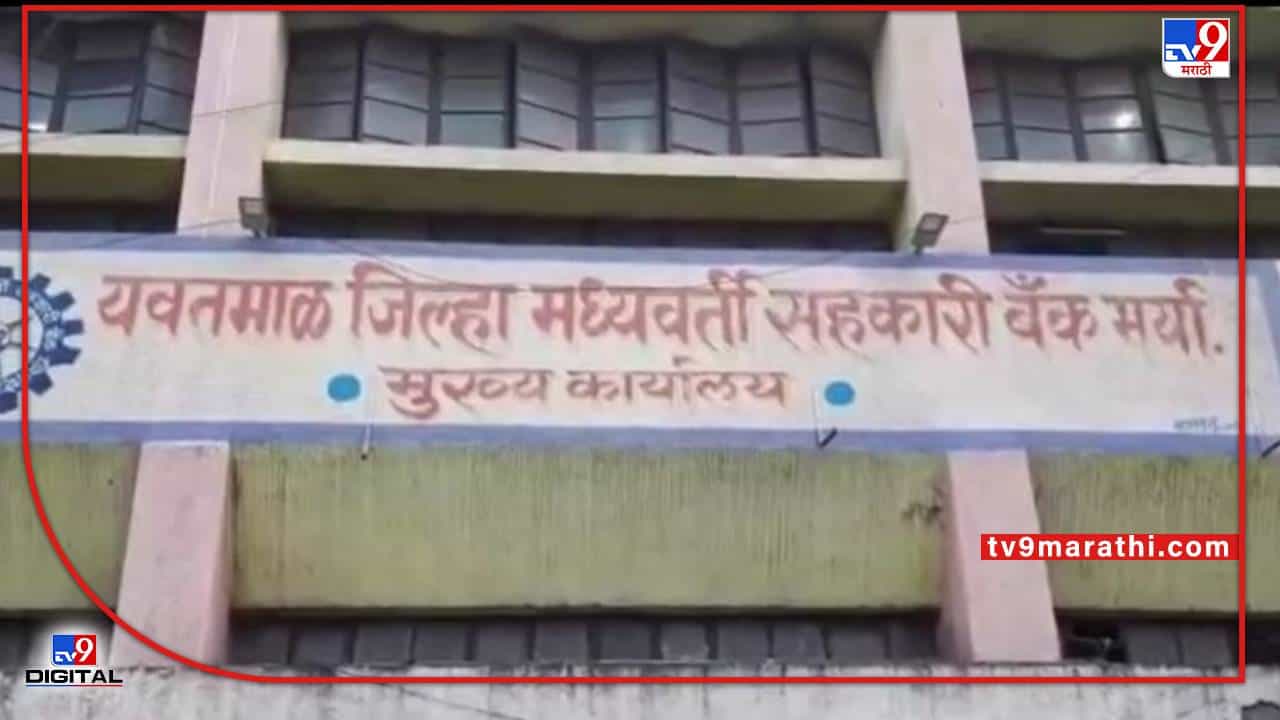 TV9
मराठी
यवतमाळ जिल्हा मध्यवर्ती सहकारी बँक मर्या.
मुख्य कार्यालय
tv9marathi.com
TV9
DIGITAL